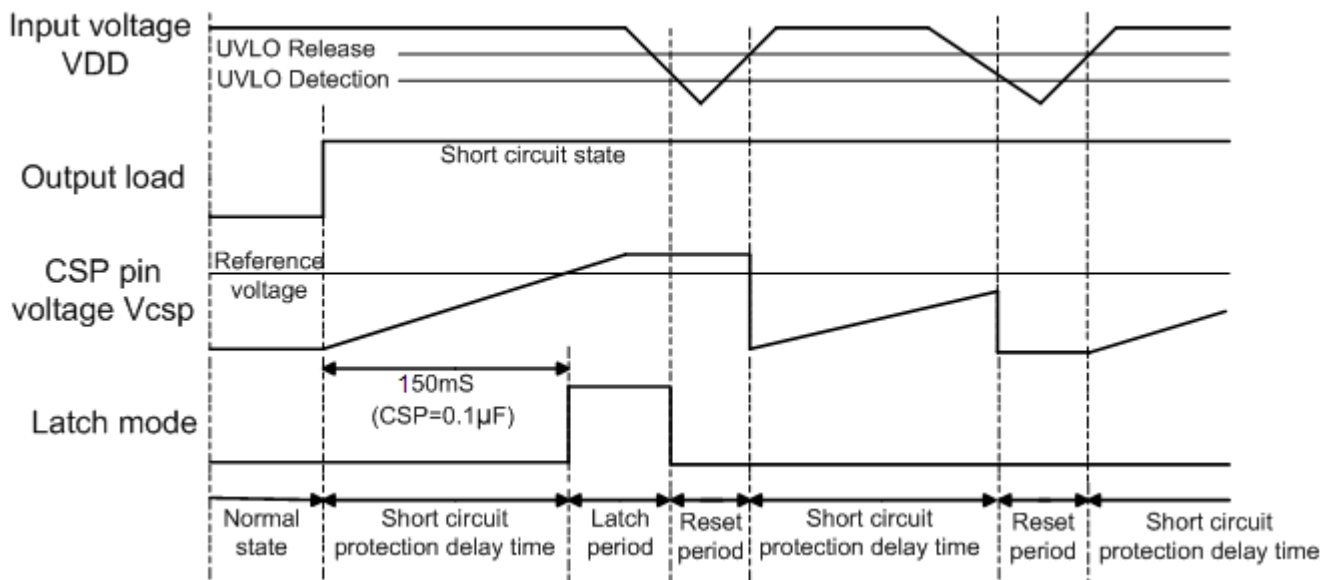 Input voltage
VDD
UVLO Release
UVLO Detection
Output load
Short circuit state
CSP pin
voltage Vcsp
Reference
voltage
150mS
(CSP=0.1µF)
Latch mode
Normal
state
Short circuit
protection delay time
Latch
period
Reset
period
Short circuit
protection delay time
Reset
period
Short circuit
protection delay time